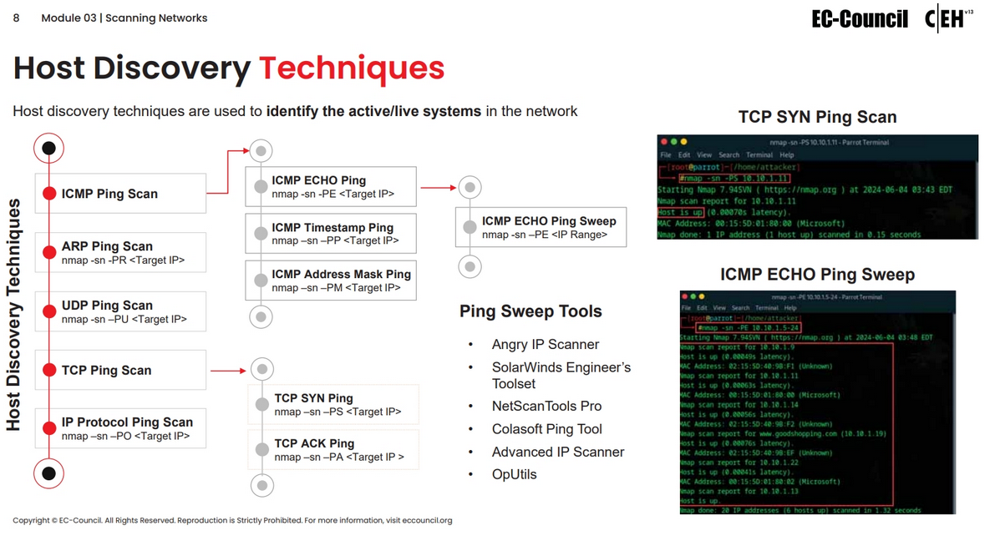 8 Module 03 | Scanning Networks
EC-Council C|EH v13
Host Discovery Techniques
Host discovery techniques are used to identify the active/live systems in the network
Host Discovery Techniques
ICMP Ping Scan
ARP Ping Scan
nmap -sn -PR <Target IP>
UDP Ping Scan
nmap -sn –PU <Target IP>
TCP Ping Scan
IP Protocol Ping Scan
nmap –sn –PO <Target IP>
ICMP ECHO Ping
nmap -sn -PE <Target IP>
ICMP Timestamp Ping
nmap –sn –PP <Target IP>
ICMP Address Mask Ping
nmap –sn –PM <Target IP>
ICMP ECHO Ping Sweep
nmap -sn –PE <IP Range>
TCP SYN Ping
nmap –sn –PS <Target IP>
TCP ACK Ping
nmap –sn –PA <Target IP >
Ping Sweep Tools
• Angry IP Scanner
• SolarWinds Engineer’s
Toolset
• NetScanTools Pro
• Colasoft Ping Tool
• Advanced IP Scanner
• OpUtils
TCP SYN Ping Scan
nmap -sn -PS 10.10.1.11 - Parrot Terminal
File Edit View Search Terminal Help
[root@parrot]-[/home/attacker]
#nmap -sn -PS 10.10.1.11
Starting Nmap 7.94SVN ( https://nmap.org ) at 2024-06-04 03:43 EDT
Nmap scan report for 10.10.1.11
Host is up (0.00070s latency).
MAC Address: 00:15:5D:01:80:00 (Microsoft)
Nmap done: 1 IP address (1 host up) scanned in 0.15 seconds
ICMP ECHO Ping Sweep
nmap -sn -PE 10.10.1.5-24 - Parrot Terminal
File Edit View Search Terminal Help
[root@parrot]-[/home/attacker]
#nmap -sn -PE 10.10.1.5-24
Starting Nmap 7.94SVN ( https://nmap.org ) at 2024-06-04 03:48 EDT
Nmap scan report for 10.10.1.9
Host is up (0.00049s latency).
MAC Address: 02:15:5D:40:98:F1 (Unknown)
Nmap scan report for 10.10.1.11
Host is up (0.00063s latency).
MAC Address: 00:15:5D:01:80:00 (Microsoft)
Nmap scan report for 10.10.1.14
Host is up (0.00056s latency).
MAC Address: 02:15:5D:40:98:F2 (Unknown)
Nmap scan report for www.goodshopping.com (10.10.1.19)
Host is up (0.00076s latency).
MAC Address: 02:15:5D:40:98:EF (Unknown)
Nmap scan report for 10.10.1.22
Host is up (0.00041s latency).
MAC Address: 00:15:5D:01:80:02 (Microsoft)
Nmap scan report for 10.10.1.13
Host is up.
Nmap done: 20 IP addresses (6 hosts up) scanned in 1.32 seconds
Copyright © EC-Council. All Rights Reserved. Reproduction is Strictly Prohibited. For more information, visit eccouncil.org